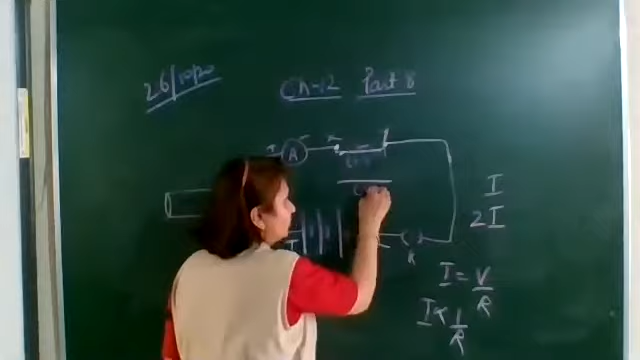 26/10/20
Ch-12 Part 8
+ A -
I
2I
K
I = V/R
I ∝ 1/R